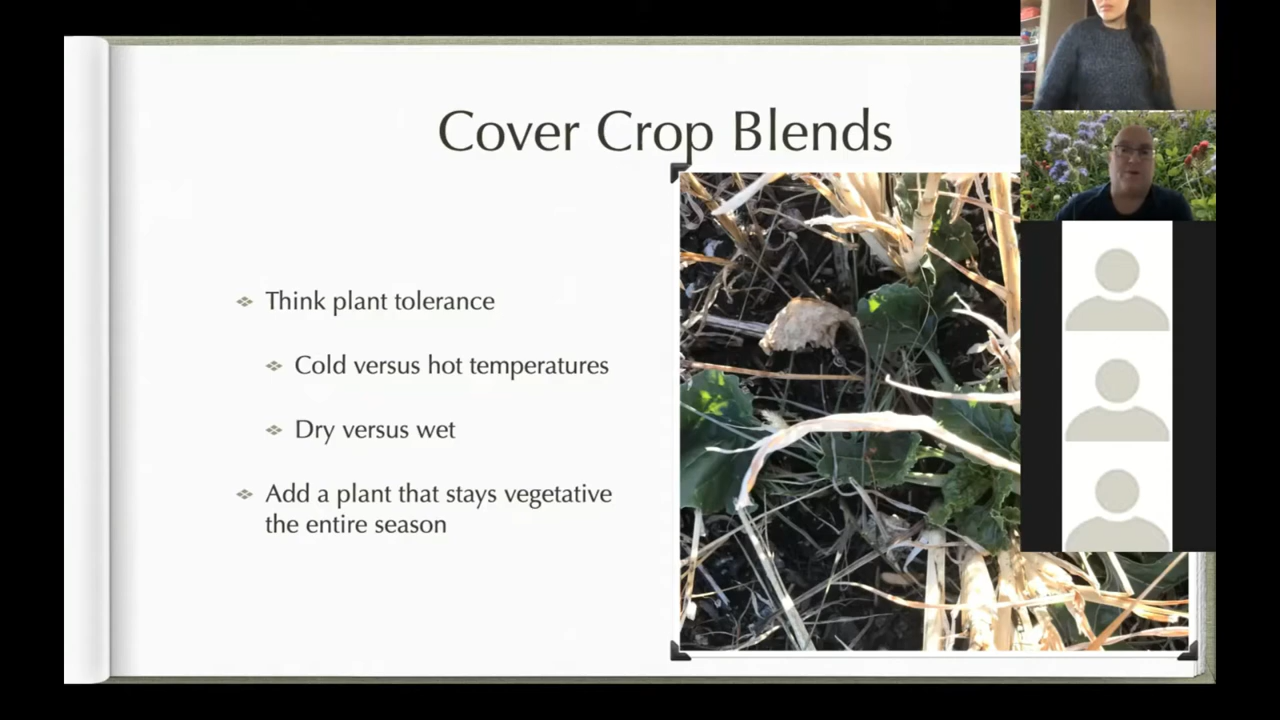 Cover Crop Blends
Think plant tolerance
Cold versus hot temperatures
Dry versus wet
Add a plant that stays vegetative
the entire season